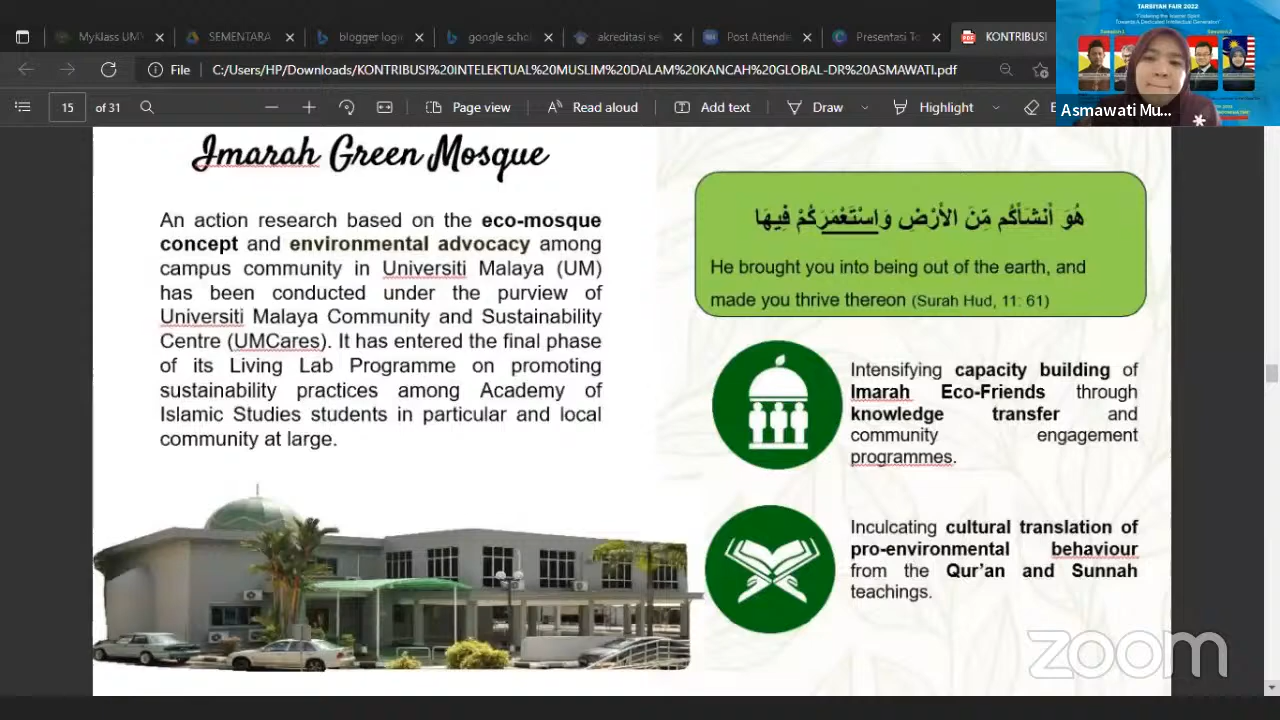 TARSIYAH FAIR 2022
MyKlass UM
SEMENTARA
blogger logi
akreditasi se
Post Attende
Presentasi To
KONTRIBUSI
File
C:/Users/HP/Downloads/KONTRIBUSI%20INTELEKTUAL%20MUSLIM%20DALAM%20KANCAH%20GLOBAL-DR%20ASMAWATI.pdf
Asmawati Mu...
15 of 31
Page view
Read aloud
Add text
Draw
Highlight
Imarah Green Mosque
An action research based on the eco-mosque
concept and environmental advocacy among
campus community in Universiti Malaya (UM)
has been conducted under the purview of
Universiti Malaya Community and Sustainability
Centre (UMCares). It has entered the final phase
of its Living Lab Programme on promoting
sustainability practices among Academy of
Islamic Studies students in particular and local
community at large.
هُوَ أَنشَأَكُم مِّنَ الأَرْضِ وَاسْتَعْمَرَكُمْ فِيهَا
He brought you into being out of the earth, and
made you thrive thereon (Surah Hud, 11: 61)
Intensifying capacity building of
Imarah Eco-Friends through
knowledge transfer and
community engagement
programmes.
Inculcating cultural translation of
pro-environmental behaviour
from the Qur'an and Sunnah
teachings.
zoom